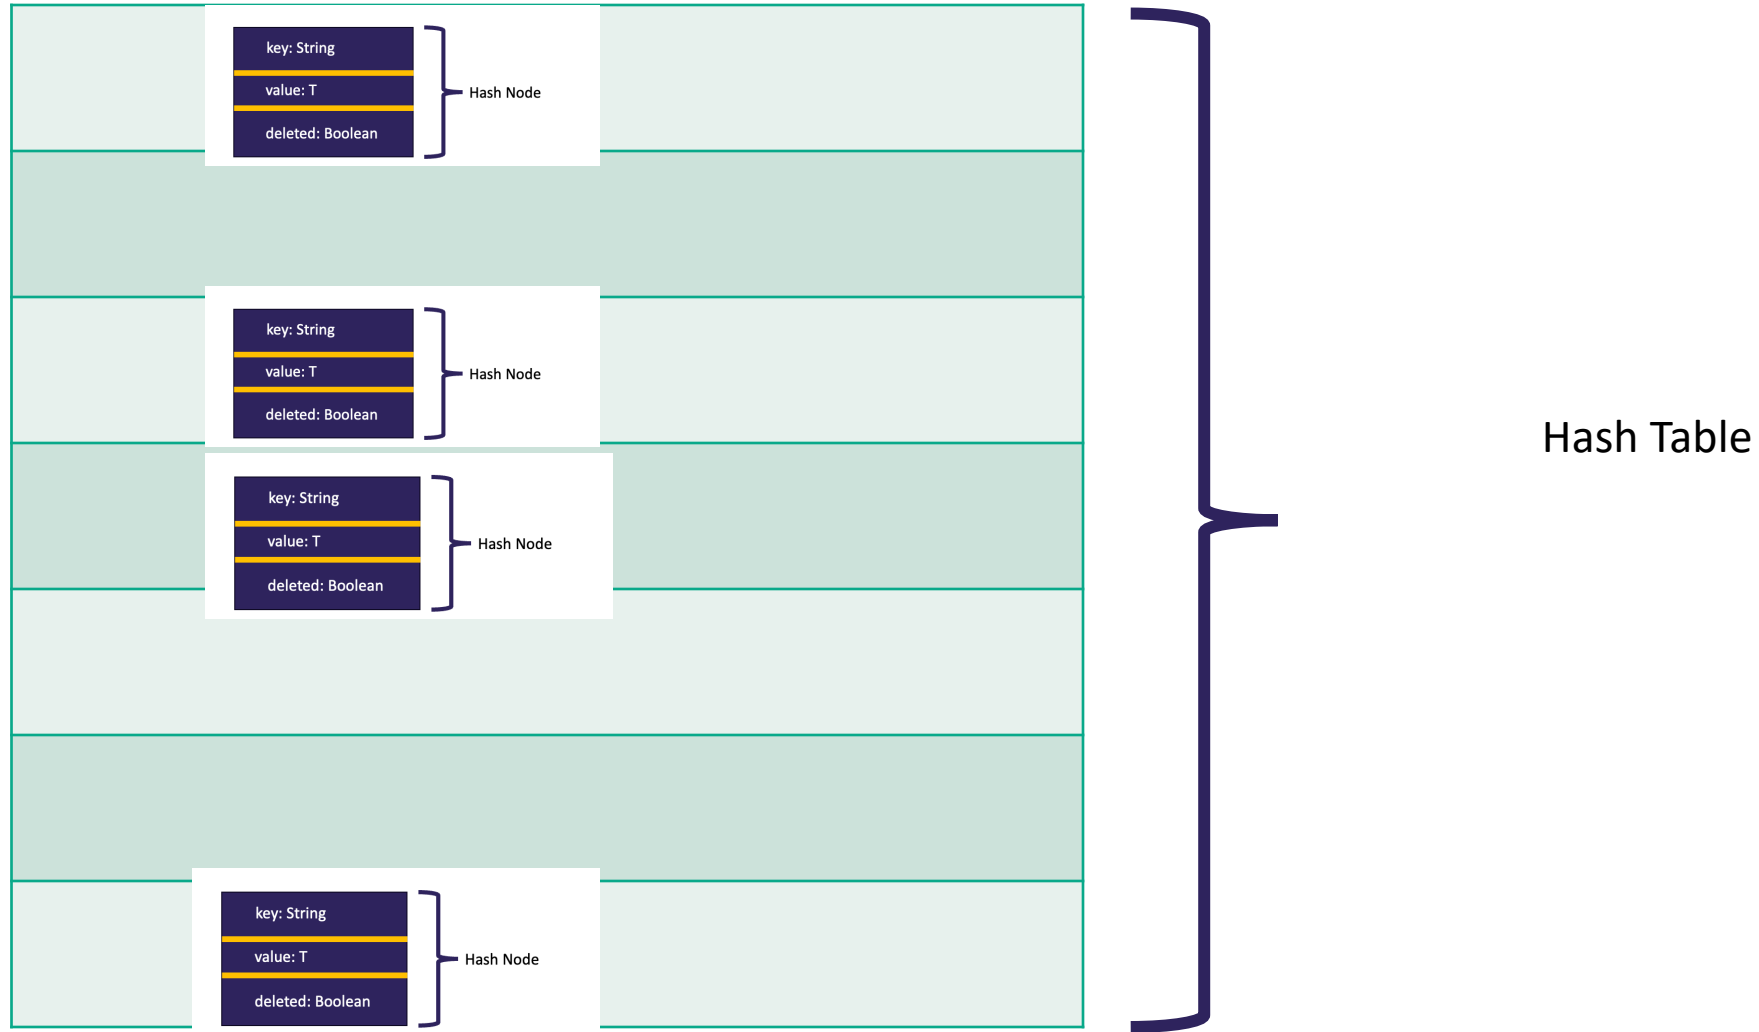 key: String
value: T
deleted: Boolean
Hash Node
key: String
value: T
deleted: Boolean
Hash Node
key: String
value: T
deleted: Boolean
Hash Node
key: String
value: T
deleted: Boolean
Hash Node
Hash Table